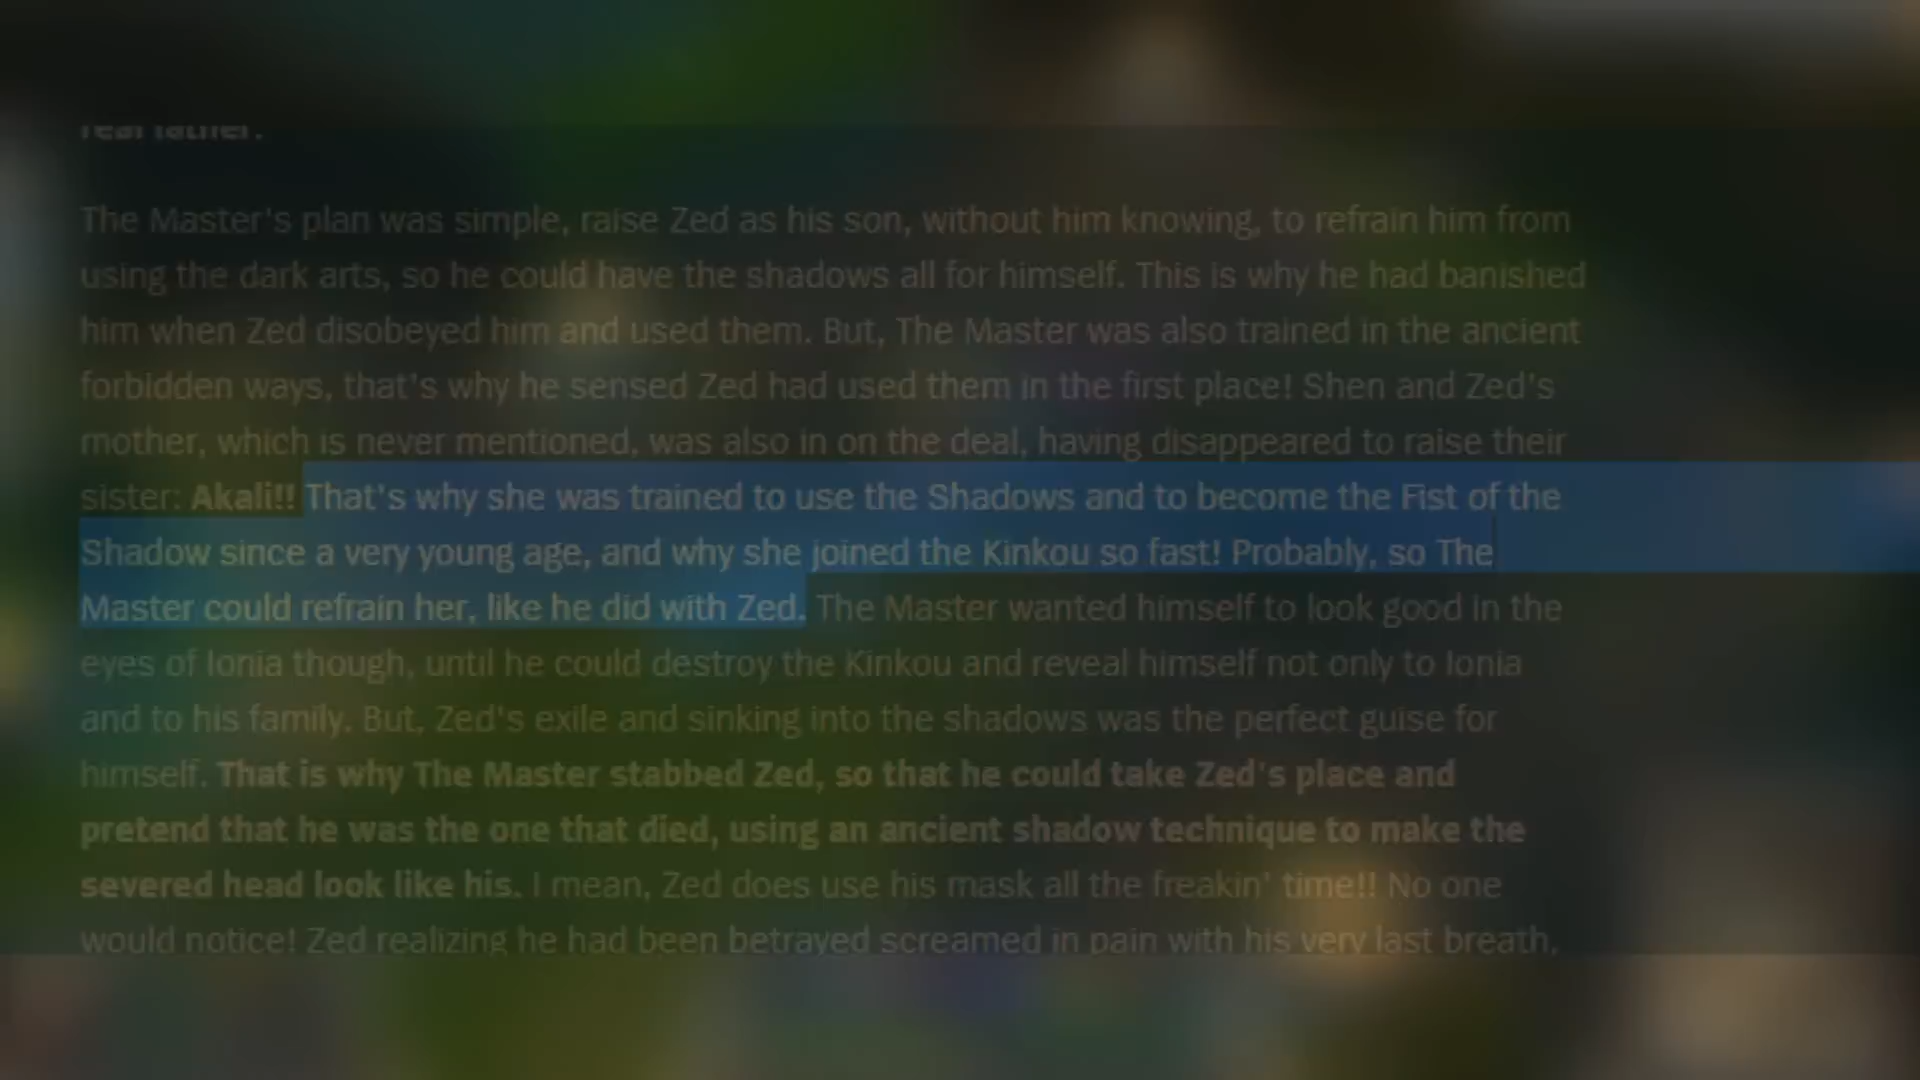 real father.
The Master's plan was simple, raise Zed as his son, without him knowing, to refrain him from
using the dark arts, so he could have the shadows all for himself. This is why he had banished
him when Zed disobeyed him and used them. But, The Master was also trained in the ancient
forbidden ways, that's why he sensed Zed had used them in the first place! Shen and Zed's
mother, which is never mentioned, was also in on the deal, having disappeared to raise their
sister: Akali!! That's why she was trained to use the Shadows and to become the Fist of the
Shadow since a very young age, and why she joined the Kinkou so fast! Probably, so The
Master could refrain her, like he did with Zed. The Master wanted himself to look good in the
eyes of Ionia though, until he could destroy the Kinkou and reveal himself not only to Ionia
and to his family. But, Zed's exile and sinking into the shadows was the perfect guise for
himself. That is why The Master stabbed Zed, so that he could take Zed's place and
pretend that he was the one that died, using an ancient shadow technique to make the
severed head look like his. I mean, Zed does use his mask all the freakin' time!! No one
would notice! Zed realizing he had been betrayed screamed in pain with his very last breath,